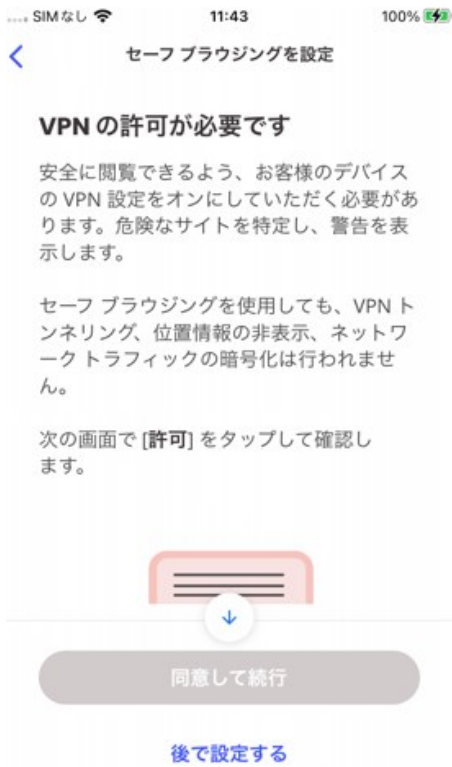 SIMなし 11:43 100%
セーフ ブラウジングを設定
VPN の許可が必要です
安全に閲覧できるよう、お客様のデバイス
の VPN 設定をオンにしていただく必要があ
ります。危険なサイトを特定し、警告を表
示します。
セーフ ブラウジングを使用しても、VPN ト
ンネリング、位置情報の非表示、ネットワ
ーク トラフィックの暗号化は行われませ
ん。
次の画面で [許可] をタップして確認し
ます。
同意して続行
後で設定する